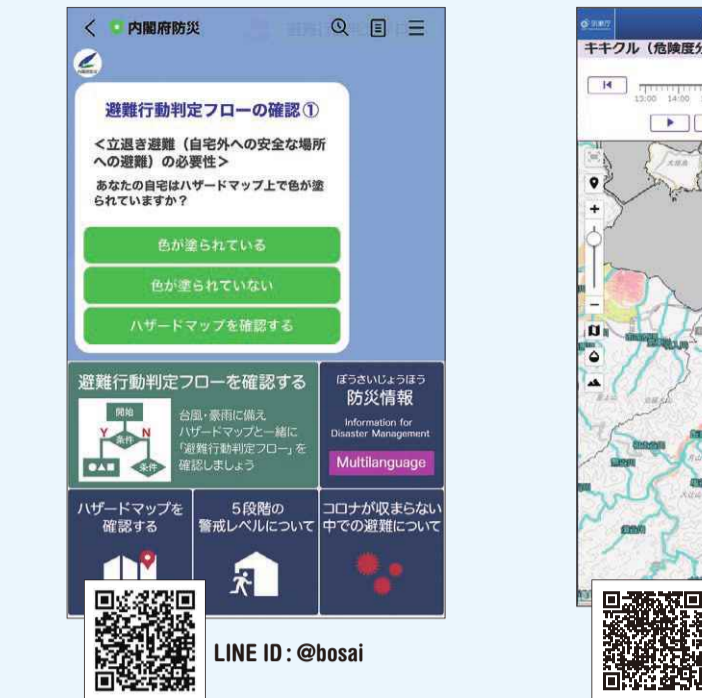 内閣府防災
避難行動判定フローの確認①
<立退き避難（自宅外への安全な場所
への避難）の必要性>
あなたの自宅はハザードマップ上で色が塗
られていますか？
色が塗られている
色が塗られていない
ハザードマップを確認する
避難行動判定フローを確認する
開始
Y
N
条件
条件
台風・豪雨に備え
ハザードマップと一緒に
「避難行動判定フロー」を
確認しましょう
ぼうさいじょうほう
防災情報
Information for
Disaster Management
Multilanguage
ハザードマップを
確認する
5段階の
警戒レベルについて
コロナが収まらない
中での避難について
LINE ID : @bosai
気象庁
キキクル（危険度分
13:00 14:00